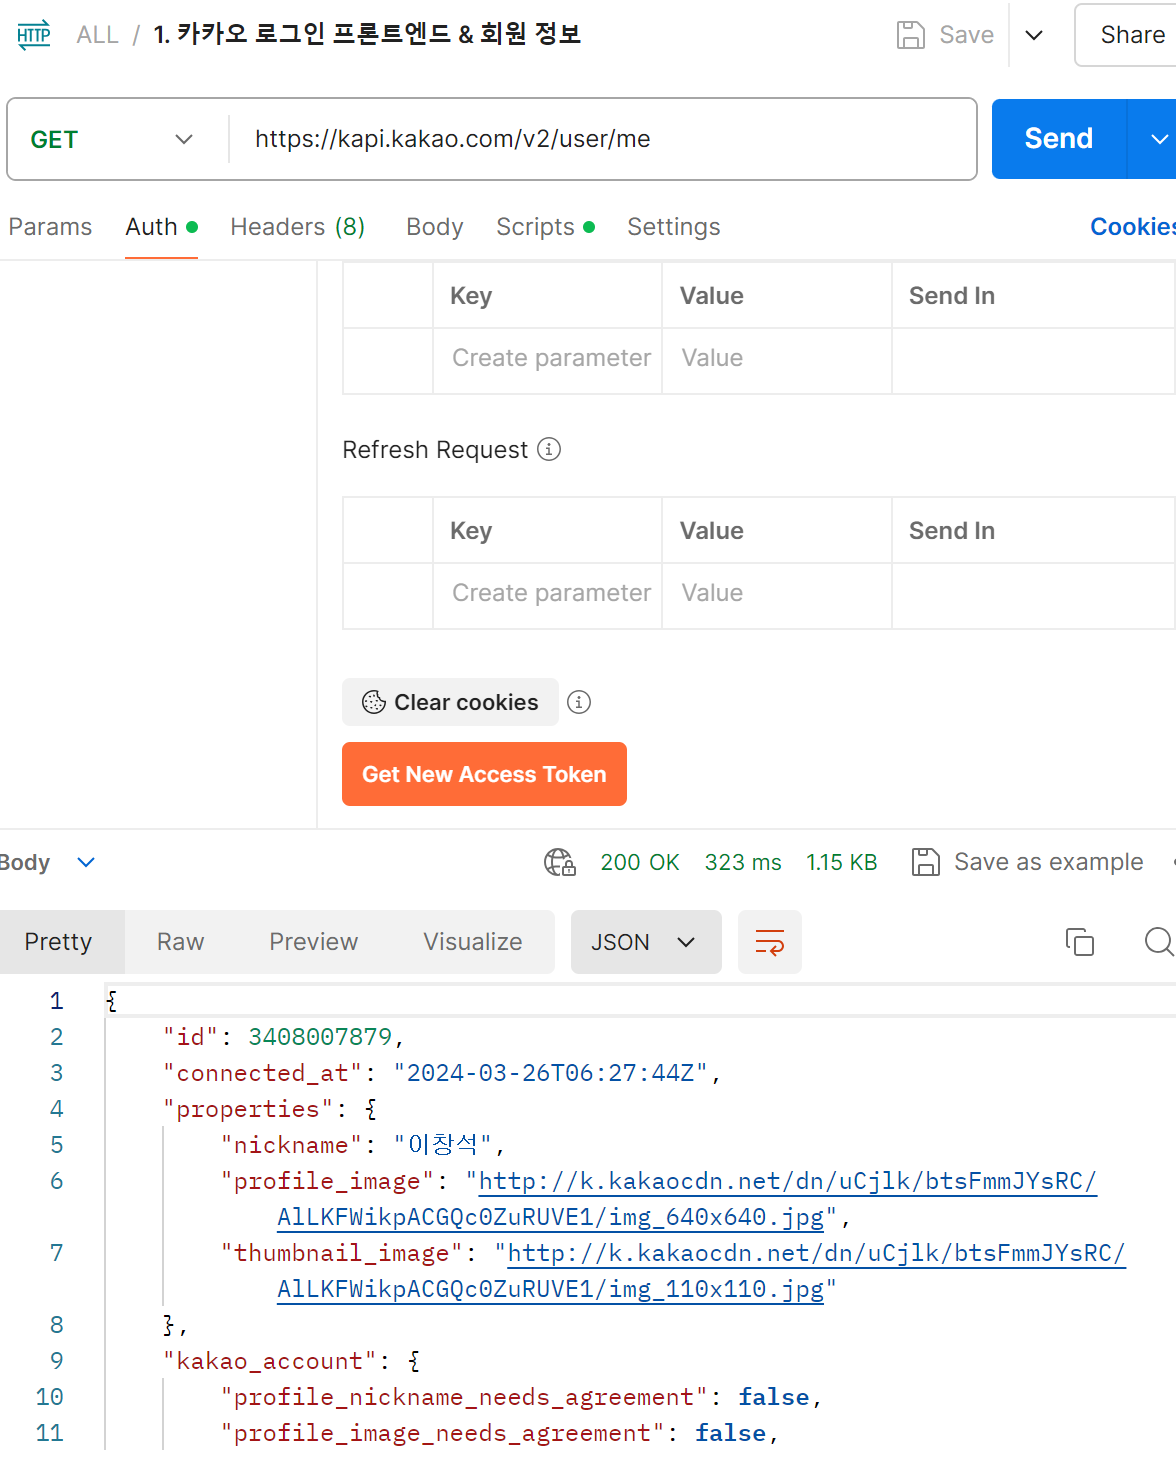 HTTP ALL / 1. 카카오 로그인 프론트엔드 & 회원 정보 Save Share
GET https://kapi.kakao.com/v2/user/me Send
Params Auth Headers (8) Body Scripts Settings Cookies
Key Value Send In
Create parameter Value
Refresh Request
Key Value Send In
Create parameter Value
Clear cookies
Get New Access Token
Body 200 OK 323 ms 1.15 KB Save as example
Pretty Raw Preview Visualize JSON
1 {
2 "id": 3408007879,
3 "connected_at": "2024-03-26T06:27:44Z",
4 "properties": {
5 "nickname": "이창석",
6 "profile_image": "http://k.kakaocdn.net/dn/uCjlk/btsFmmJYsRC/
AlLKFWikpACGQc0ZuRUVE1/img_640x640.jpg",
7 "thumbnail_image": "http://k.kakaocdn.net/dn/uCjlk/btsFmmJYsRC/
AlLKFWikpACGQc0ZuRUVE1/img_110x110.jpg"
8 },
9 "kakao_account": {
10 "profile_nickname_needs_agreement": false,
11 "profile_image_needs_agreement": false,